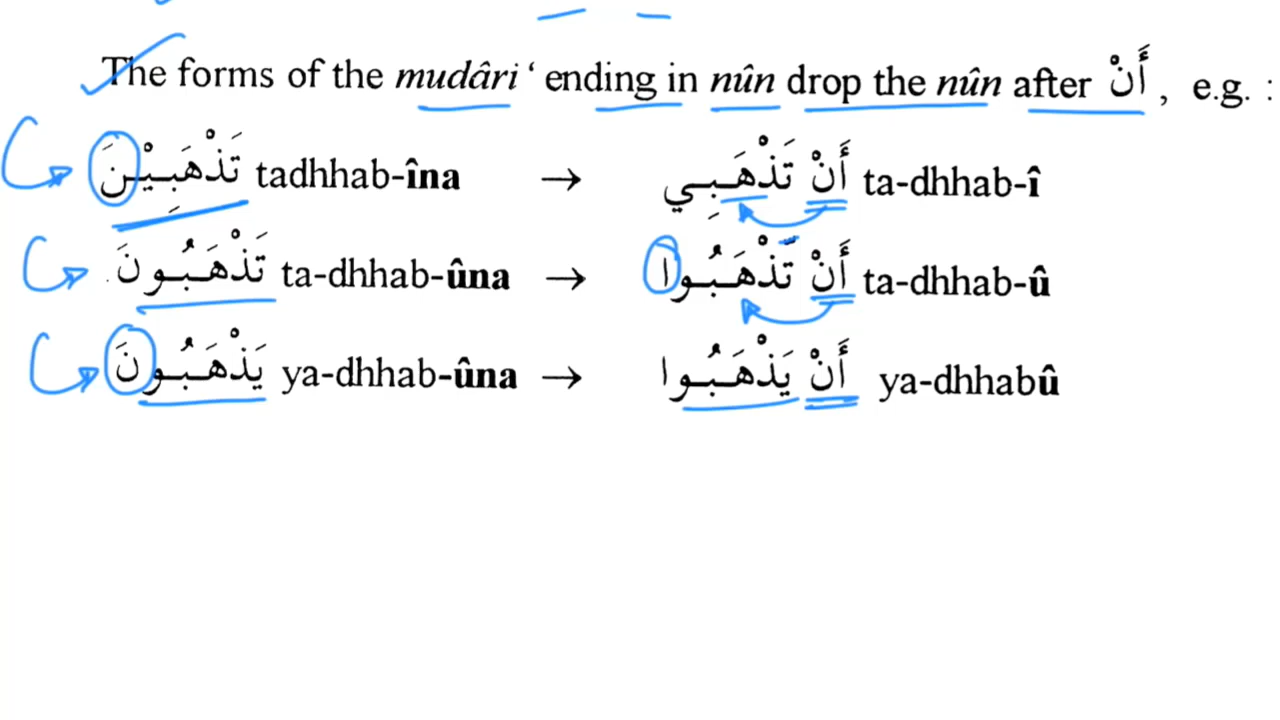 The forms of the mudâri‘ ending in nûn drop the nûn after أَنْ , e.g. :
تَذْهَبِيْنَ tadhhab-îna → أَنْ تَذْهَبِي ta-dhhab-î
تَذْهَبُونَ ta-dhhab-ûna → أَنْ تَذْهَبُوا ta-dhhab-û
يَذْهَبُونَ ya-dhhab-ûna → أَنْ يَذْهَبُوا ya-dhhabû